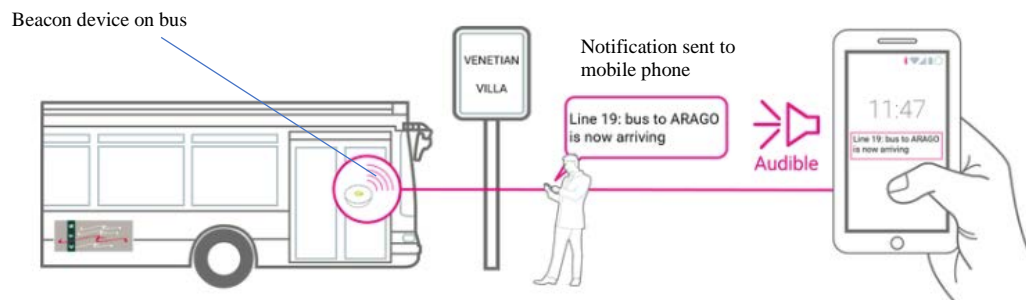 Beacon device on bus
VENETIAN
VILLA
Notification sent to
mobile phone
Line 19: bus to ARAGO
is now arriving
Audible
11:47
Line 19: bus to ARAGO
is now arriving